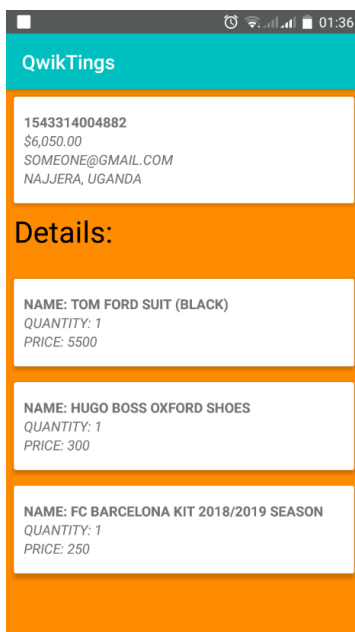 01:36
QwikTings
1543314004882
$6,050.00
SOMEONE@GMAIL.COM
NAJJERA, UGANDA
Details:
NAME: TOM FORD SUIT (BLACK)
QUANTITY: 1
PRICE: 5500
NAME: HUGO BOSS OXFORD SHOES
QUANTITY: 1
PRICE: 300
NAME: FC BARCELONA KIT 2018/2019 SEASON
QUANTITY: 1
PRICE: 250